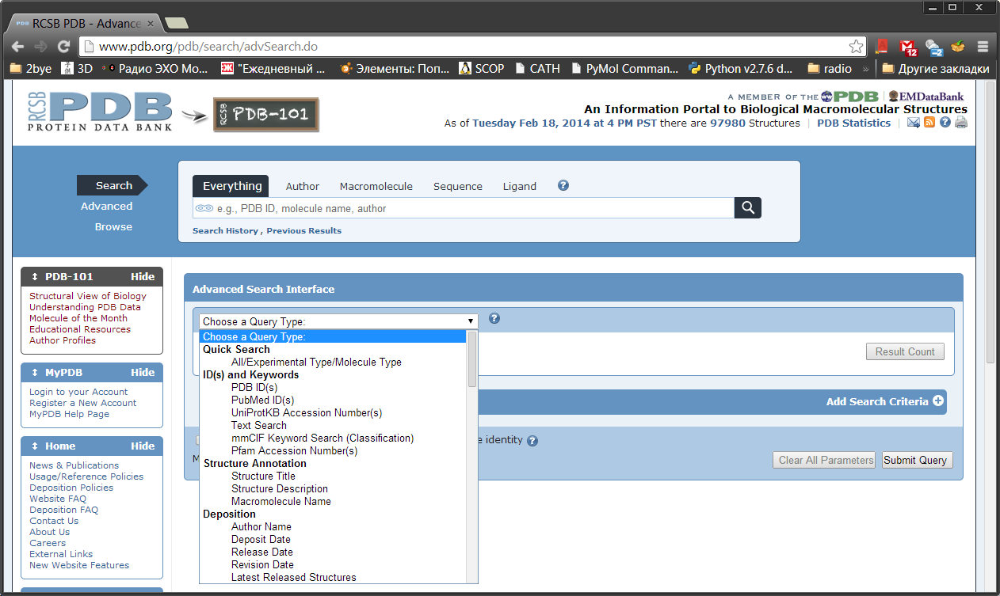 PDB RCSB PDB - Advance
www.pdb.org/pdb/search/advSearch.do
12
-2
2bye 3D Радио ЭХО Мо... "Ежедневный ... Элементы: Поп... SCOP CATH PyMol Comman... Python v2.7.6 d... radio » Другие закладки
RCSB PDB
PROTEIN DATA BANK
RCSB PDB-101
A MEMBER OF THE PDB | EMDataBank
An Information Portal to Biological Macromolecular Structures
As of Tuesday Feb 18, 2014 at 4 PM PST there are 97980 Structures | PDB Statistics |
Search
Advanced
Browse
Everything Author Macromolecule Sequence Ligand ?
e.g., PDB ID, molecule name, author
Search History , Previous Results
PDB-101 Hide
Structural View of Biology
Understanding PDB Data
Molecule of the Month
Educational Resources
Author Profiles
MyPDB Hide
Login to your Account
Register a New Account
MyPDB Help Page
Home Hide
News & Publications
Usage/Reference Policies
Deposition Policies
Website FAQ
Deposition FAQ
Contact Us
About Us
Careers
External Links
New Website Features
Advanced Search Interface
Choose a Query Type: ?
Choose a Query Type:
Quick Search
All/Experimental Type/Molecule Type
ID(s) and Keywords
PDB ID(s)
PubMed ID(s)
UniProtKB Accession Number(s)
Text Search
mmCIF Keyword Search (Classification)
Pfam Accession Number(s)
Structure Annotation
Structure Title
Structure Description
Macromolecule Name
Deposition
Author Name
Deposit Date
Release Date
Revision Date
Latest Released Structures
Result Count
Add Search Criteria
e identity ?
M
Clear All Parameters Submit Query